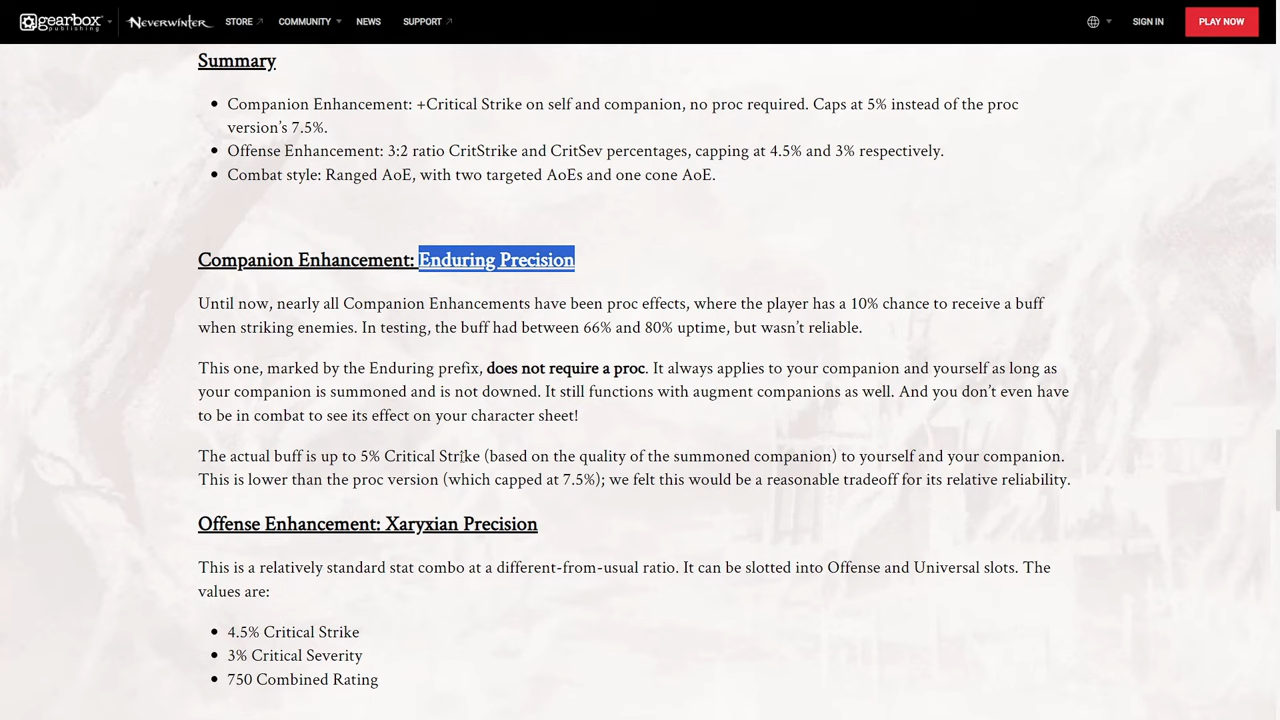 gearbox publishing NEVERWINTER STORE COMMUNITY NEWS SUPPORT SIGN IN PLAY NOW
Summary
Companion Enhancement: +Critical Strike on self and companion, no proc required. Caps at 5% instead of the proc
version’s 7.5%.
Offense Enhancement: 3:2 ratio CritStrike and CritSev percentages, capping at 4.5% and 3% respectively.
Combat style: Ranged AoE, with two targeted AoEs and one cone AoE.
Companion Enhancement: Enduring Precision
Until now, nearly all Companion Enhancements have been proc effects, where the player has a 10% chance to receive a buff
when striking enemies. In testing, the buff had between 66% and 80% uptime, but wasn’t reliable.
This one, marked by the Enduring prefix, does not require a proc. It always applies to your companion and yourself as long as
your companion is summoned and is not downed. It still functions with augment companions as well. And you don’t even have
to be in combat to see its effect on your character sheet!
The actual buff is up to 5% Critical Strike (based on the quality of the summoned companion) to yourself and your companion.
This is lower than the proc version (which capped at 7.5%); we felt this would be a reasonable tradeoff for its relative reliability.
Offense Enhancement: Xaryxian Precision
This is a relatively standard stat combo at a different-from-usual ratio. It can be slotted into Offense and Universal slots. The
values are:
4.5% Critical Strike
3% Critical Severity
750 Combined Rating